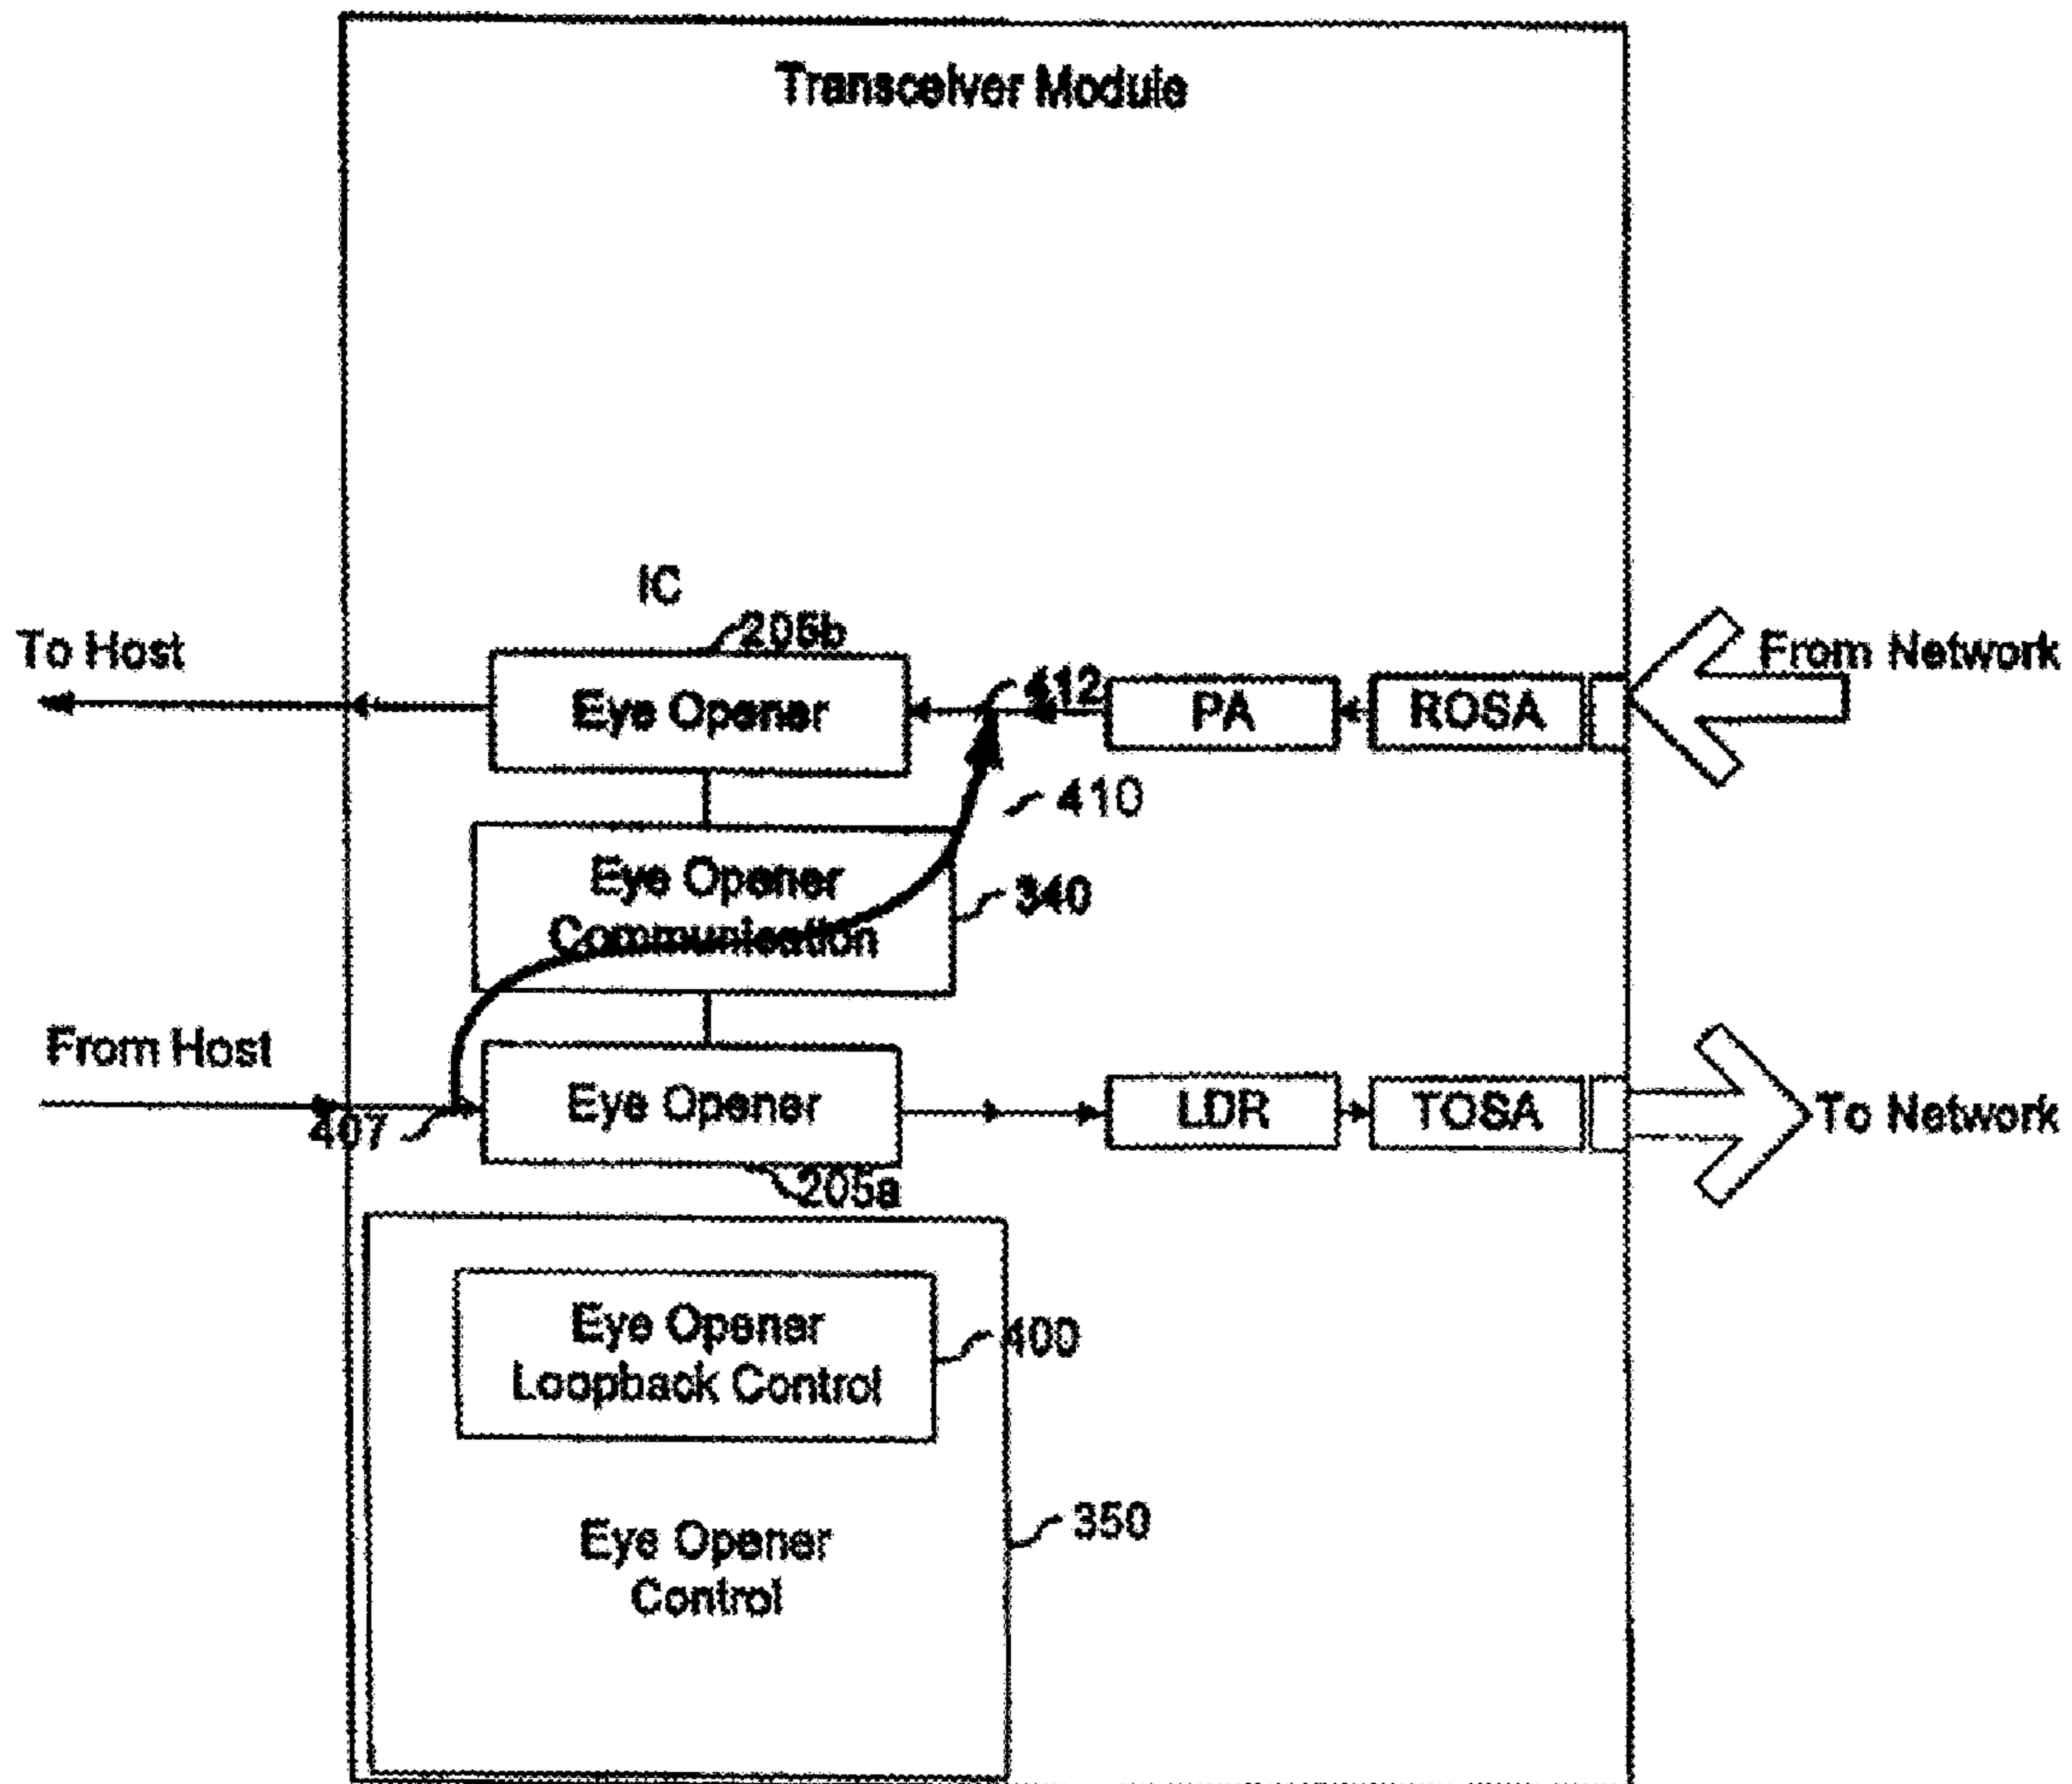 Transceiver Module
IC
205b
To Host
From Network
Eye Opener
412
PA
ROSA
410
Eye Opener
Communication
340
From Host
Eye Opener
LDR
TOSA
To Network
407
205a
Eye Opener
Loopback Control
400
Eye Opener
Control
350